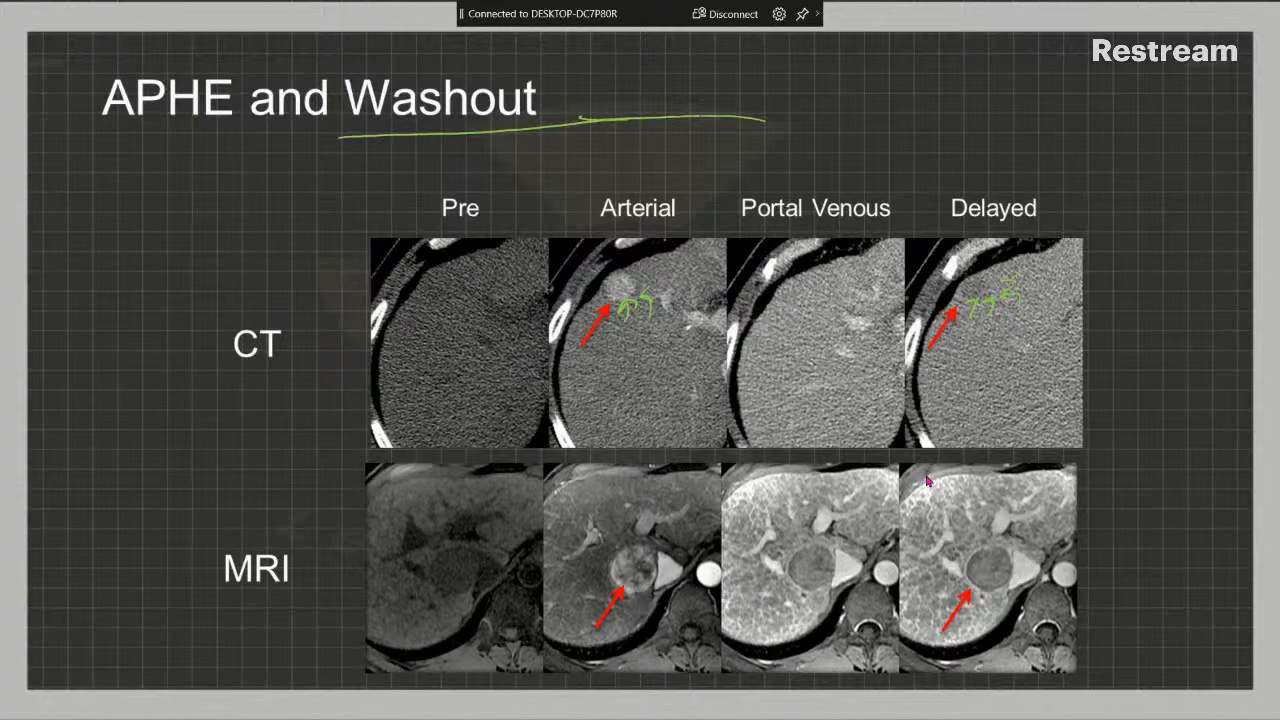 Connected to DESKTOP-DC7P80R Disconnect
Restream
APHE and Washout
Pre Arterial Portal Venous Delayed
CT
MRI